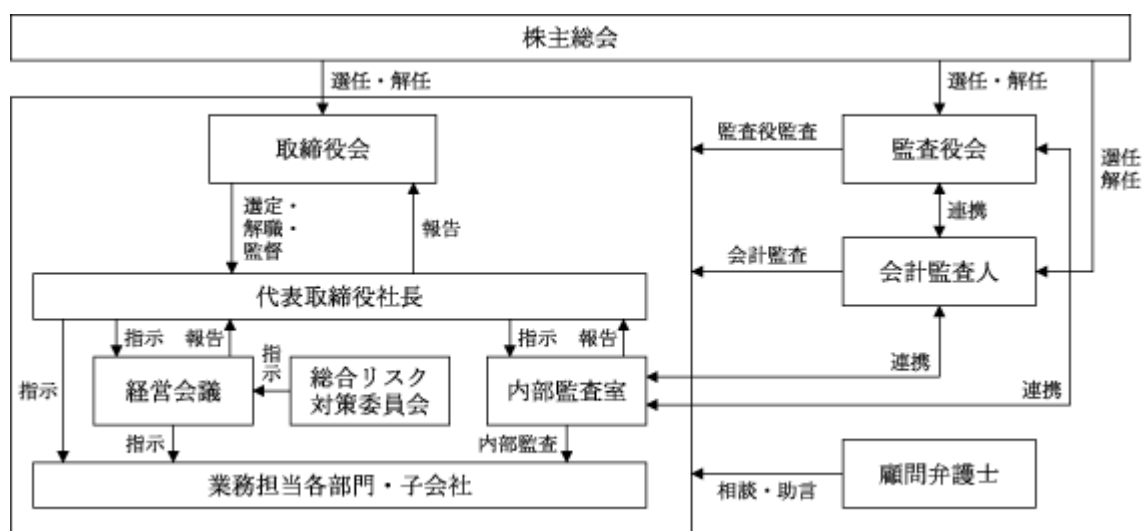 株主総会
選任・解任
選任・解任
取締役会
監査役監査
監査役会
選任
解任
選定・
解職・
監督
報告
連携
会計監査
会計監査人
代表取締役社長
指示
報告
指示
指示
報告
経営会議
総合リスク
対策委員会
内部監査室
連携
指示
連携
指示
内部監査
業務担当各部門・子会社
相談・助言
顧問弁護士